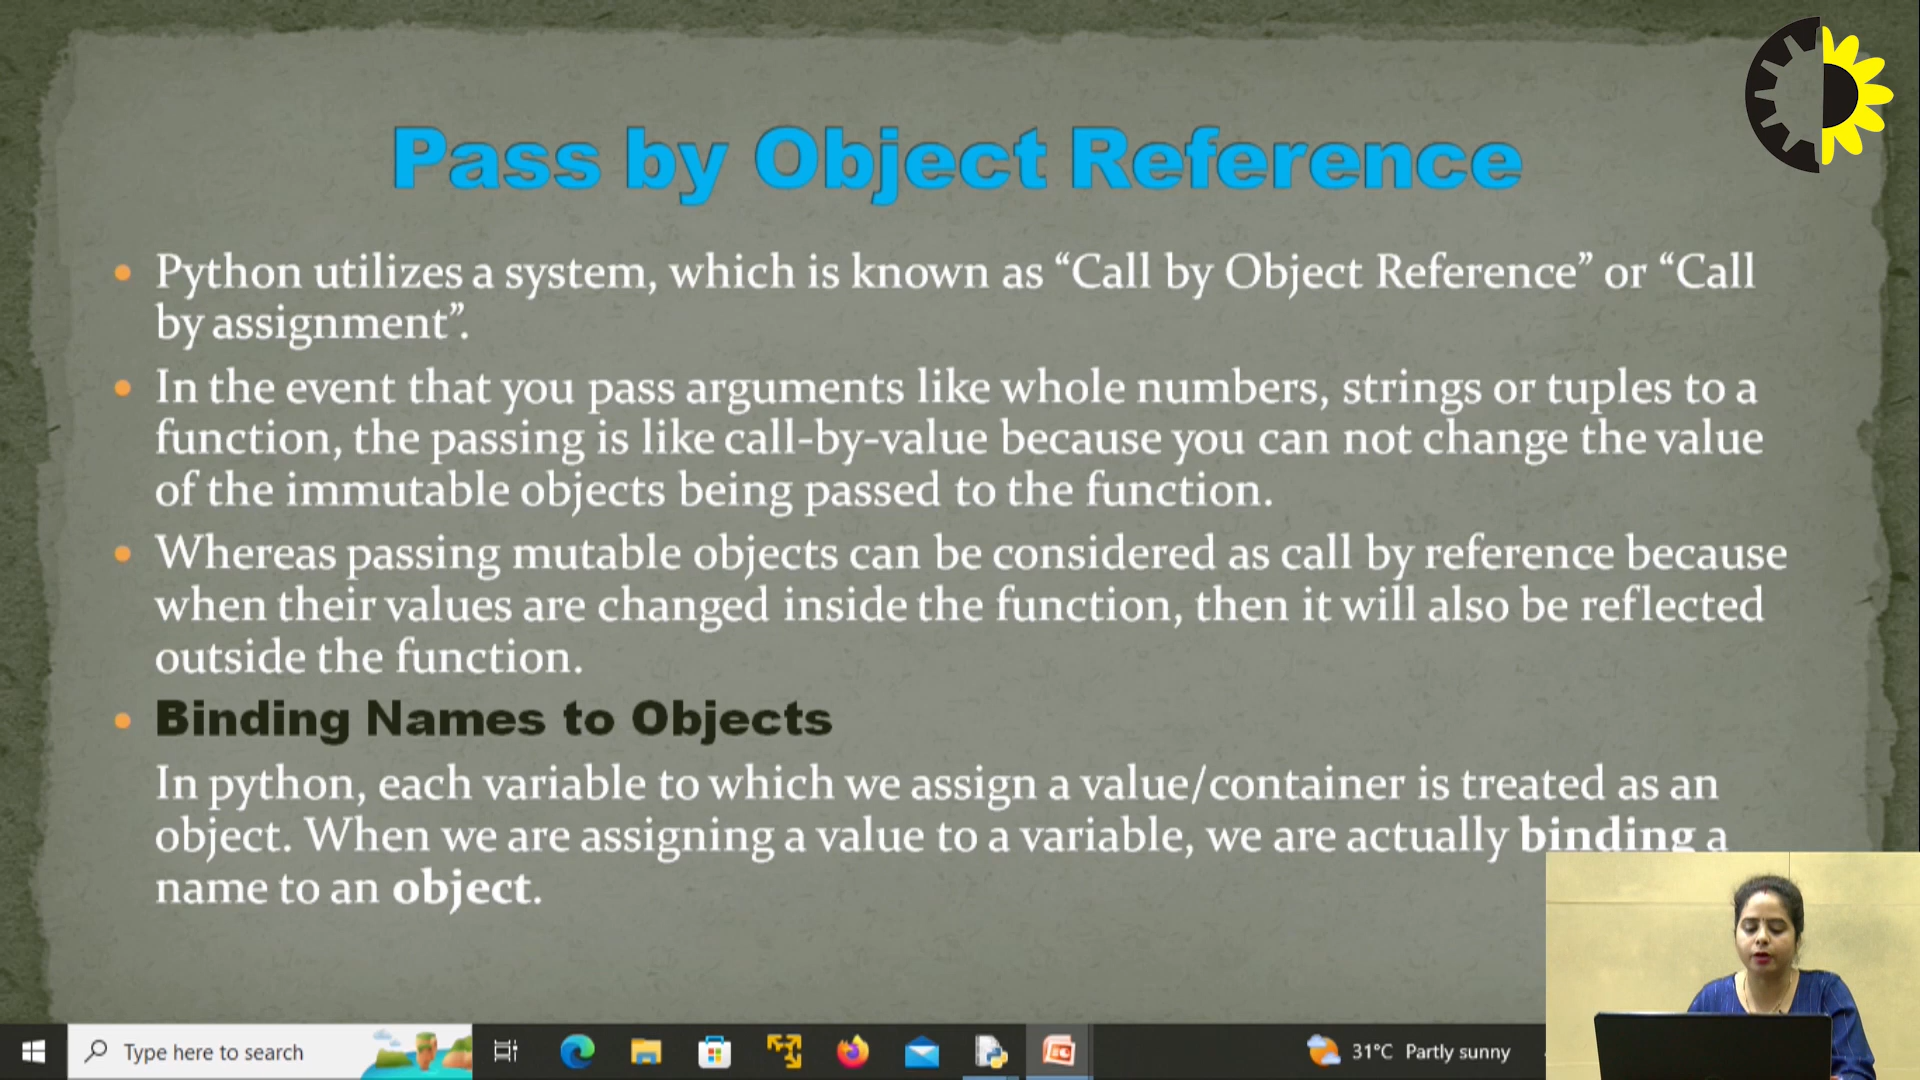 Pass by Object Reference
• Python utilizes a system, which is known as “Call by Object Reference” or “Call
by assignment”.
• In the event that you pass arguments like whole numbers, strings or tuples to a
function, the passing is like call-by-value because you can not change the value
of the immutable objects being passed to the function.
• Whereas passing mutable objects can be considered as call by reference because
when their values are changed inside the function, then it will also be reflected
outside the function.
• Binding Names to Objects
In python, each variable to which we assign a value/container is treated as an
object. When we are assigning a value to a variable, we are actually binding a
name to an object.
Type here to search
31°C Partly sunny